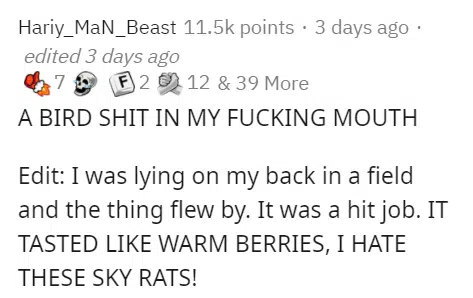 Hariy_MaN_Beast 11.5k points · 3 days ago ·
edited 3 days ago
7 F 2 12 & 39 More
A BIRD SHIT IN MY FUCKING MOUTH
Edit: I was lying on my back in a field
and the thing flew by. It was a hit job. IT
TASTED LIKE WARM BERRIES, I HATE
THESE SKY RATS!